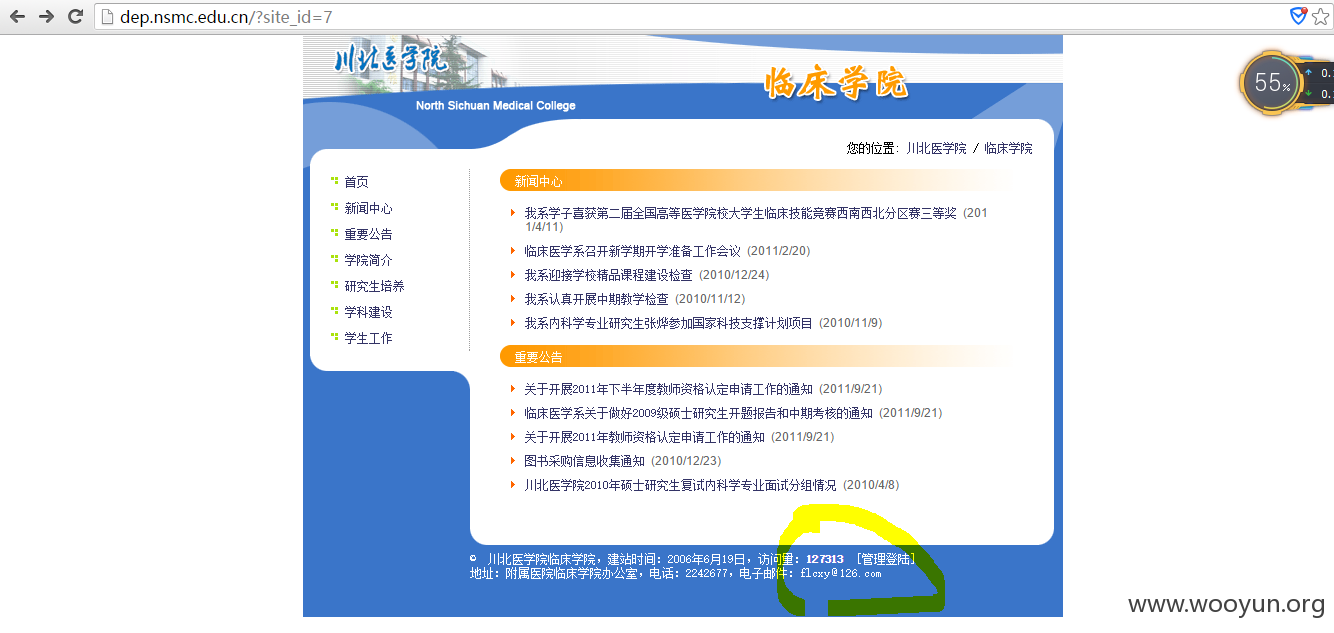 dep.nsmc.edu.cn/?site_id=7
川北医学院
临床学院
North Sichuan Medical College
55%
0.
0.
您的位置：川北医学院 / 临床学院
首页
新闻中心
重要公告
学院简介
研究生培养
学科建设
学生工作
新闻中心
我系学子喜获第二届全国高等医学院校大学生临床技能竞赛西南西北分区赛三等奖 (201
1/4/11)
临床医学系召开新学期开学准备工作会议 (2011/2/20)
我系迎接学校精品课程建设检查 (2010/12/24)
我系认真开展中期教学检查 (2010/11/12)
我系内科学专业研究生张烨参加国家科技支撑计划项目 (2010/11/9)
重要公告
关于开展2011年下半年度教师资格认定申请工作的通知 (2011/9/21)
临床医学系关于做好2009级硕士研究生开题报告和中期考核的通知 (2011/9/21)
关于开展2011年教师资格认定申请工作的通知 (2011/9/21)
图书采购信息收集通知 (2010/12/23)
川北医学院2010年硕士研究生复试内科学专业面试分组情况 (2010/4/8)
© 川北医学院临床学院，建站时间：2006年6月19日，访问量：127313 [管理登陆]
地址：附属医院临床学院办公室，电话：2242677，电子邮件：flcxy@126.com
www.wooyun.org